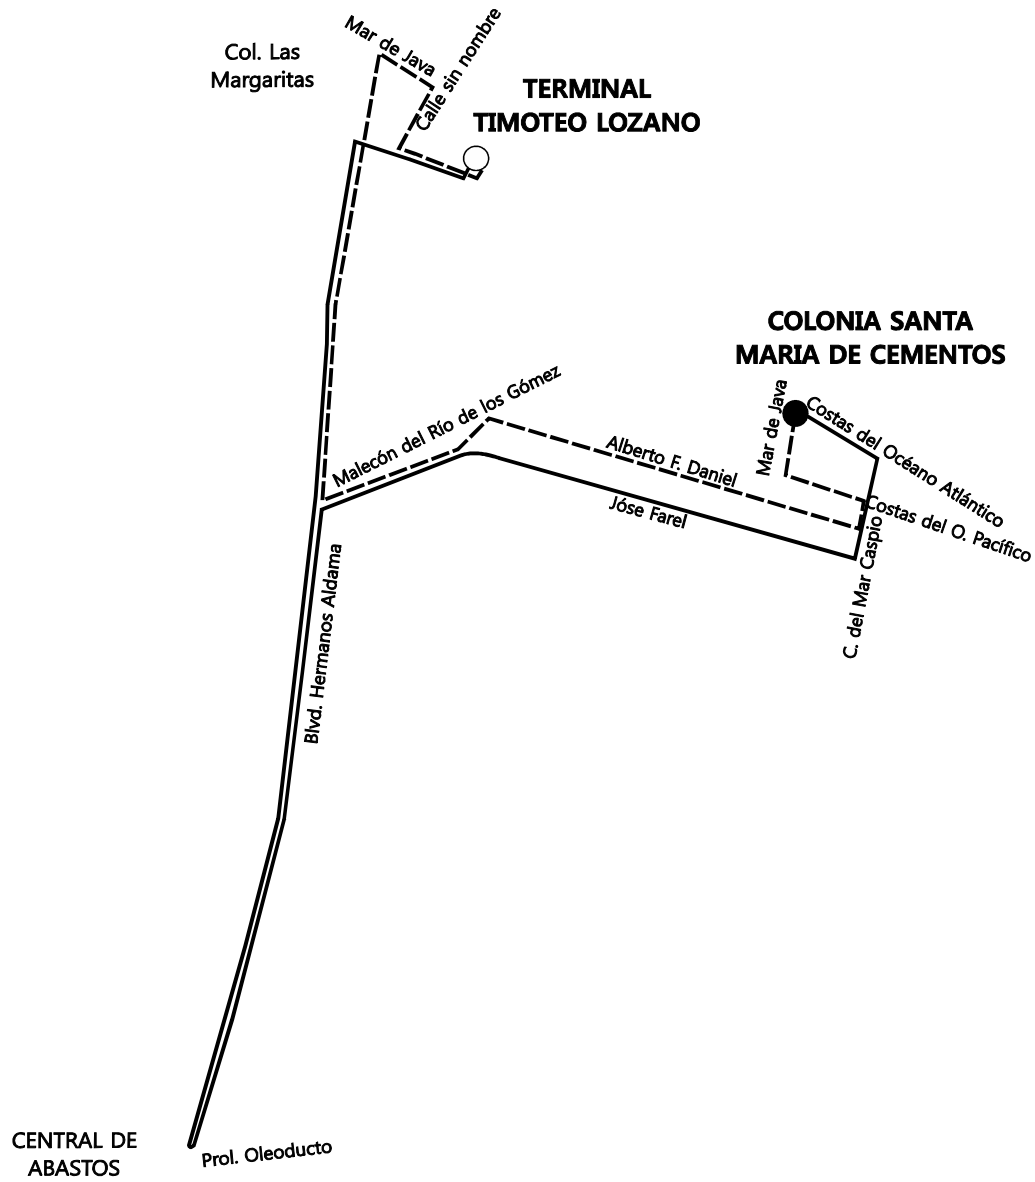 Mar de Java
Calle sin nombre
Col. Las
Margaritas
TERMINAL
TIMOTEO LOZANO
COLONIA SANTA
MARIA DE CEMENTOS
Malecón del Río de los Gómez
Mar de Java
Costas del Océano Atlántico
Alberto F. Daniel
Jóse Farel
Costas del O. Pacífico
C. del Mar Caspio
Blvd. Hermanos Aldama
CENTRAL DE
ABASTOS
Prol. Oleoducto